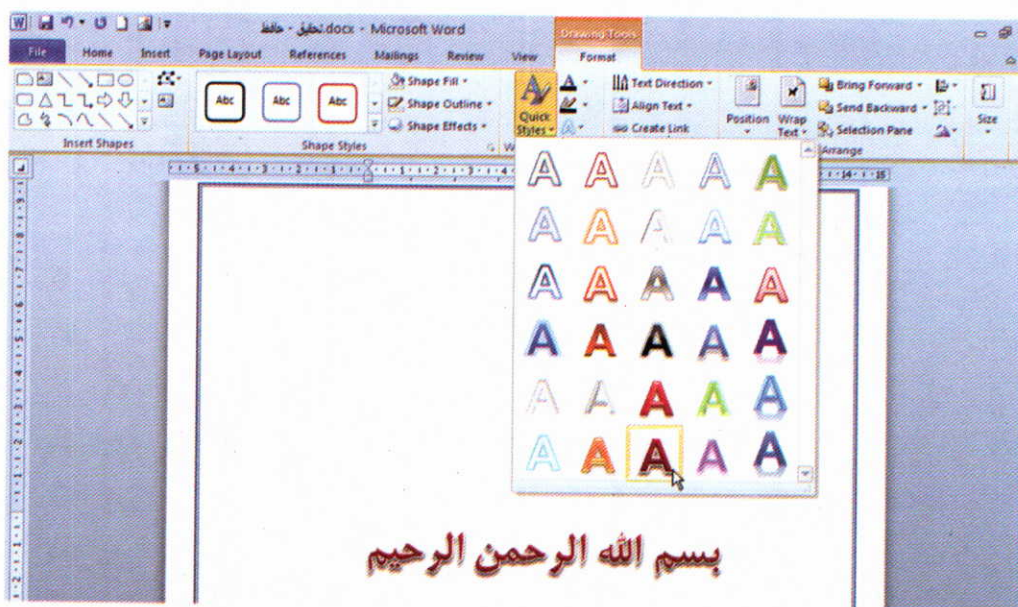 تحقیق - حافظ.docx - Microsoft Word
Drawing Tools
File Home Insert Page Layout References Mailings Review View Format
Abc Abc Abc
Shape Fill
Shape Outline
Shape Effects
Quick Styles
Text Direction
Align Text
Create Link
Position
Wrap Text
Bring Forward
Send Backward
Selection Pane
Size
Insert Shapes
Shape Styles
W
Arrange
A A A A A
A A A A A
A A A A A
A A A A A
A A A A A
A A A A A
بسم الله الرحمن الرحیم